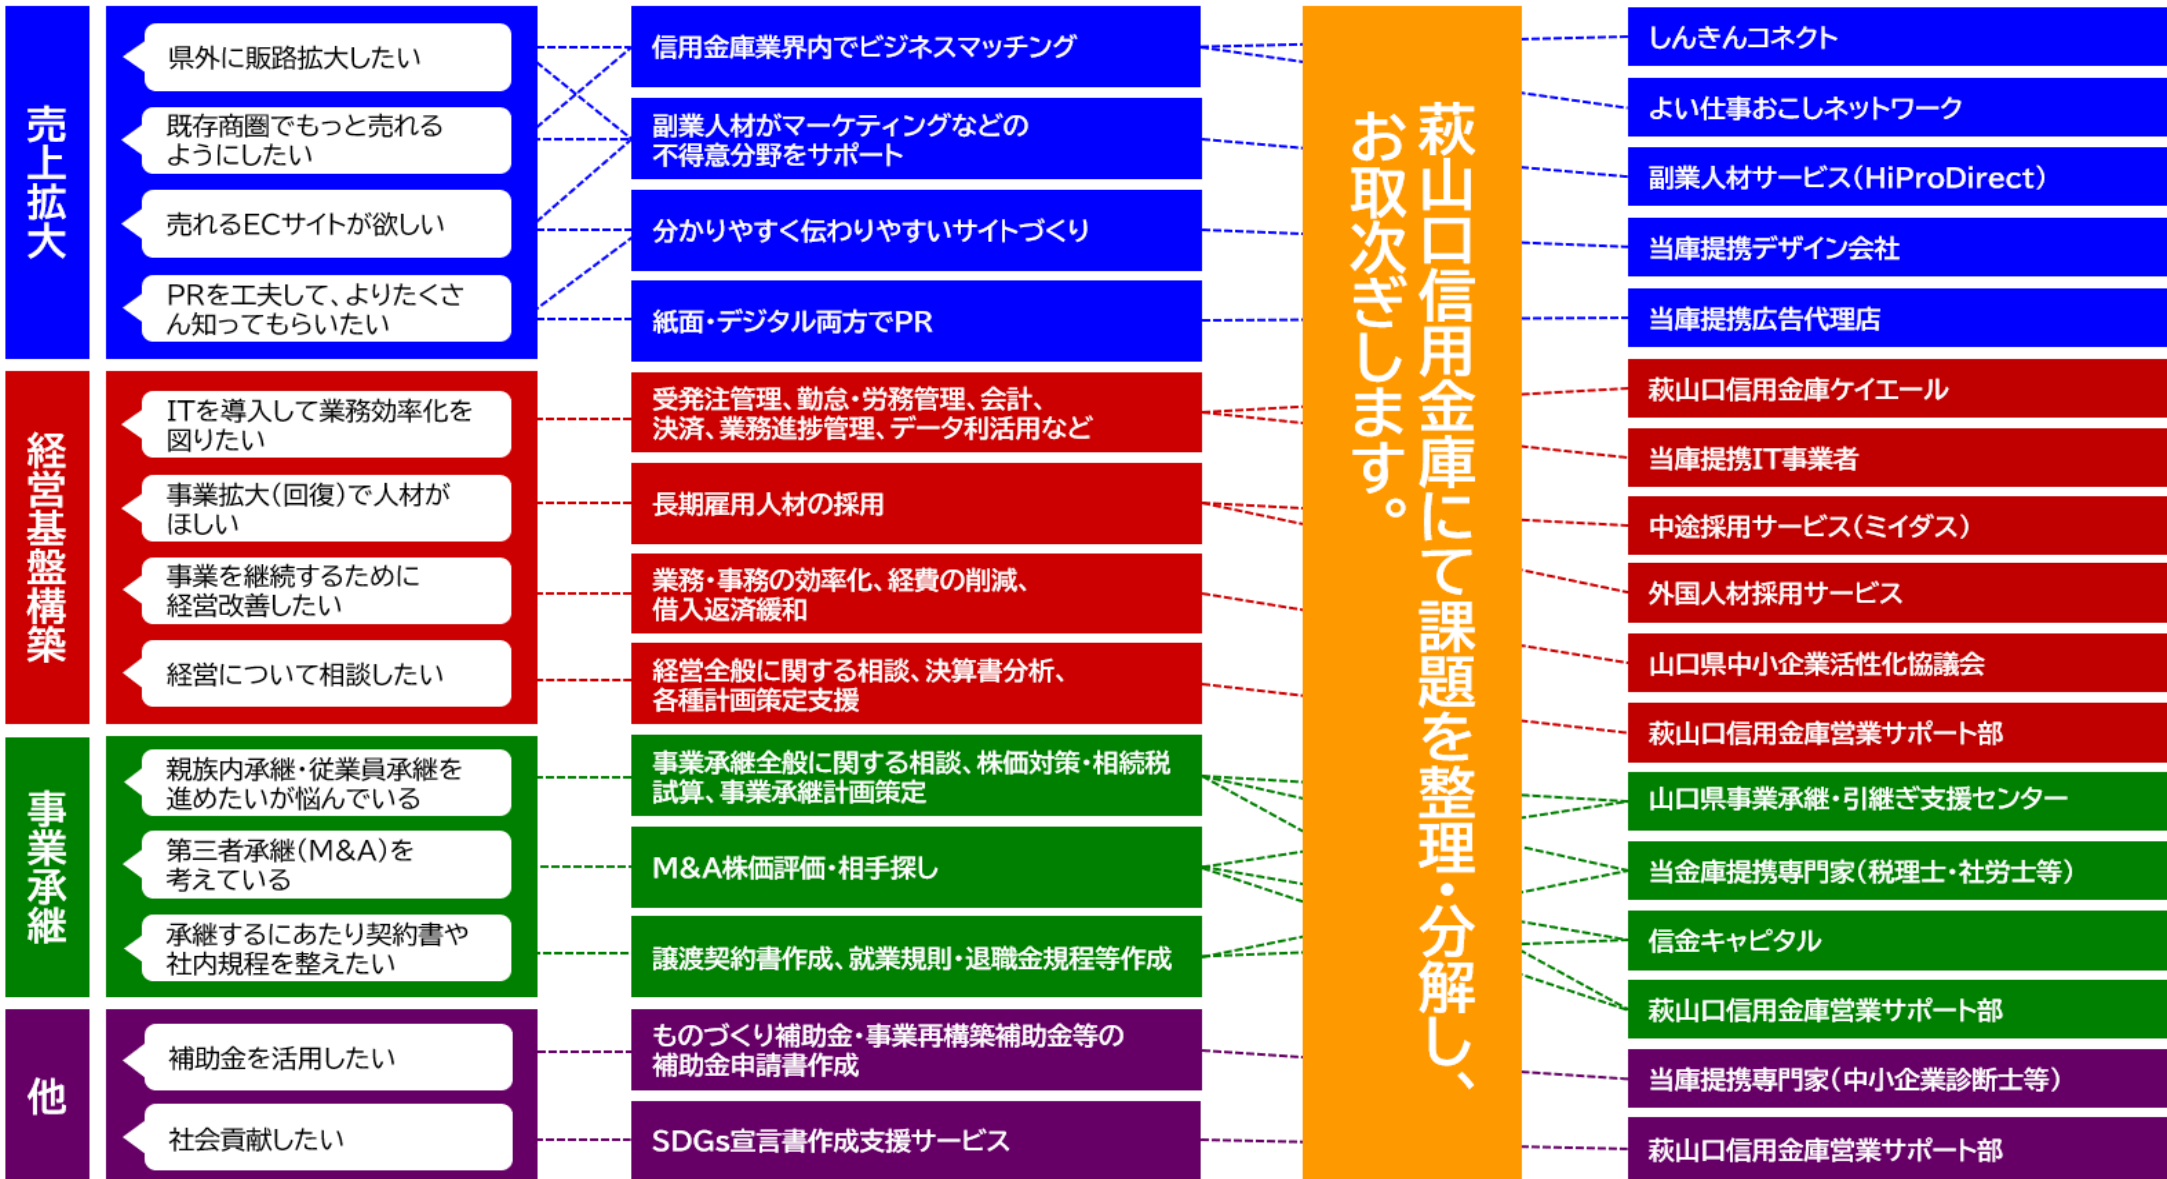 売上拡大
県外に販路拡大したい
既存商圏でもっと売れる
ようにしたい
売れるECサイトが欲しい
PRを工夫して、よりたくさ
ん知ってもらいたい
信用金庫業界内でビジネスマッチング
副業人材がマーケティングなどの
不得意分野をサポート
分かりやすく伝わりやすいサイトづくり
紙面・デジタル両方でPR
経営基盤構築
ITを導入して業務効率化を
図りたい
事業拡大(回復)で人材が
ほしい
事業を継続するために
経営改善したい
経営について相談したい
受発注管理、勤怠・労務管理、会計、
決済、業務進捗管理、データ利活用など
長期雇用人材の採用
業務・事務の効率化、経費の削減、
借入返済緩和
経営全般に関する相談、決算書分析、
各種計画策定支援
事業承継
親族内承継・従業員承継を
進めたいが悩んでいる
第三者承継(M&A)を
考えている
承継するにあたり契約書や
社内規程を整えたい
事業承継全般に関する相談、株価対策・相続税
試算、事業承継計画策定
M&A株価評価・相手探し
譲渡契約書作成、就業規則・退職金規程等作成
他
補助金を活用したい
社会貢献したい
ものづくり補助金・事業再構築補助金等の
補助金申請書作成
SDGs宣言書作成支援サービス
萩山口信用金庫にて課題を整理・分解し、
お取次ぎします。
しんきんコネクト
よい仕事おこしネットワーク
副業人材サービス(HiProDirect)
当庫提携デザイン会社
当庫提携広告代理店
萩山口信用金庫ケイエール
当庫提携IT事業者
中途採用サービス(ミイダス)
外国人材採用サービス
山口県中小企業活性化協議会
萩山口信用金庫営業サポート部
山口県事業承継・引継ぎ支援センター
当金庫提携専門家(税理士・社労士等)
信金キャピタル
萩山口信用金庫営業サポート部
当庫提携専門家(中小企業診断士等)
萩山口信用金庫営業サポート部